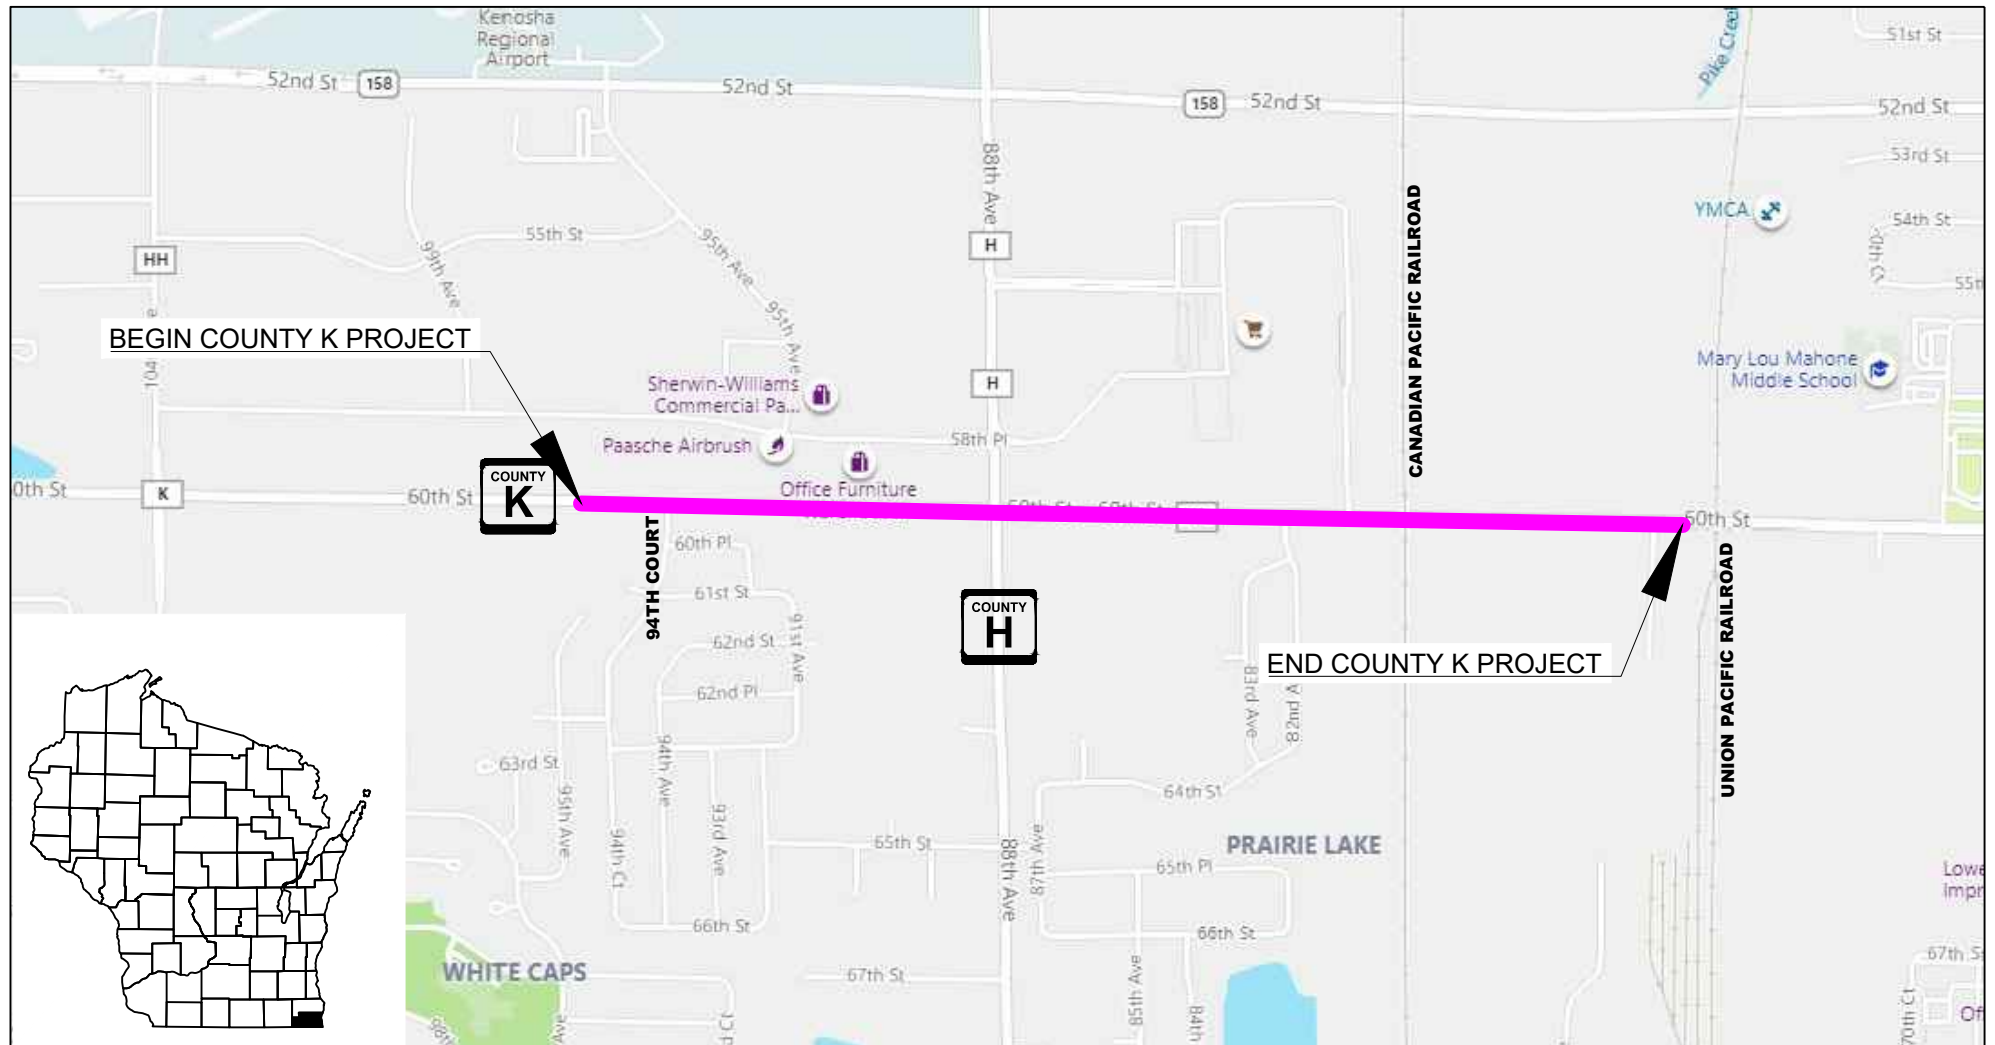 Kenosha
Regional
Airport
51st St
Pike Creek
52nd St
158
52nd St
158
52nd St
52nd St
53rd St
88th Ave
YMCA
54th St
55th St
95th Ave
HH
H
99th Ave
CANADIAN PACIFIC RAILROAD
95th Ave
BEGIN COUNTY K PROJECT
Mary Lou Mahone
Middle School
Sherwin-Williams
Commercial Pa...
H
58th Pl
Paasche Airbrush
Office Furniture
K
60th St
COUNTY
K
60th St
94TH COURT
60th Pl
61st St
62nd St
91st Ave
62nd Pl
COUNTY
H
END COUNTY K PROJECT
UNION PACIFIC RAILROAD
83rd Ave
82nd A
63rd St
95th Ave
94th Ave
93rd Ave
94th Ct
64th St
65th St
88th Ave
87th Ave
PRAIRIE LAKE
65th Pl
66th St
66th St
WHITE CAPS
67th St
85th Ave
84th
67th S
70th Ct